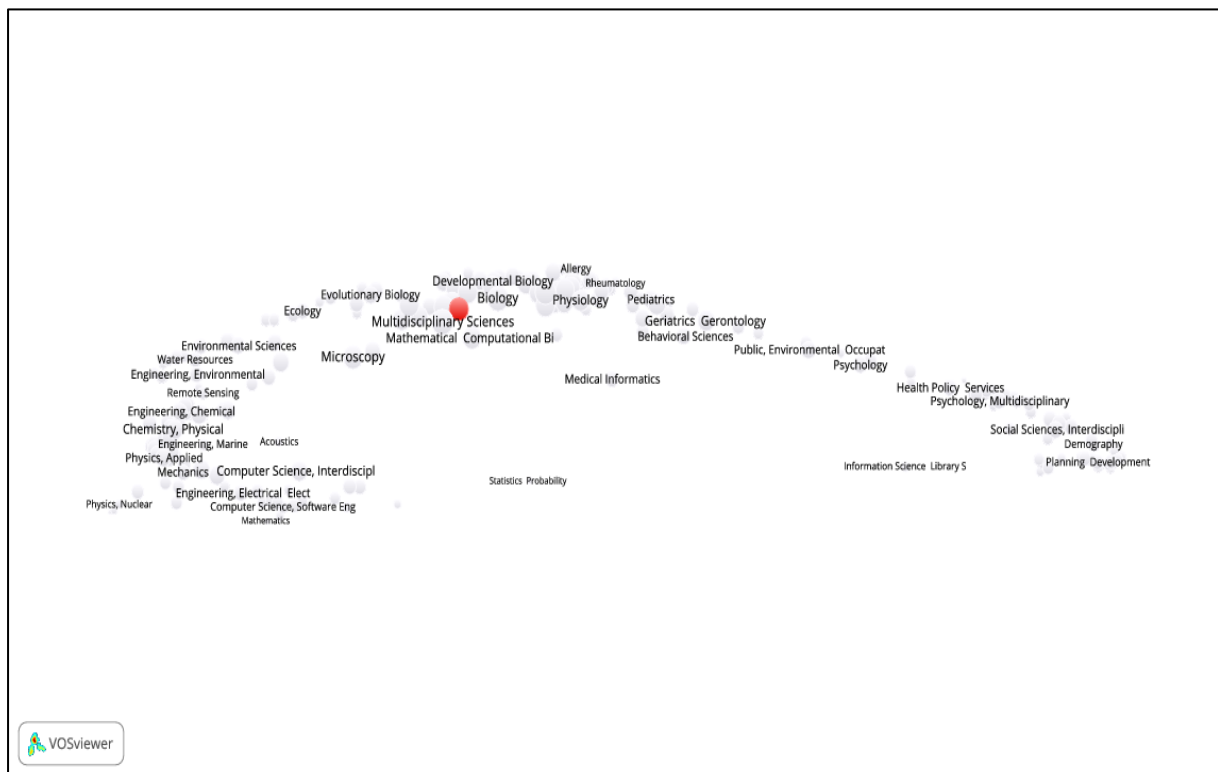 Allergy
Developmental Biology
Rheumatology
Evolutionary Biology
Biology
Physiology
Pediatrics
Ecology
Multidisciplinary Sciences
Geriatrics Gerontology
Mathematical Computational Bi
Behavioral Sciences
Environmental Sciences
Public, Environmental Occupat
Water Resources
Microscopy
Psychology
Engineering, Environmental
Medical Informatics
Remote Sensing
Health Policy Services
Psychology, Multidisciplinary
Engineering, Chemical
Chemistry, Physical
Social Sciences, Interdiscipli
Engineering, Marine
Acoustics
Demography
Physics, Applied
Planning Development
Mechanics
Computer Science, Interdiscipl
Information Science Library S
Statistics Probability
Engineering, Electrical Elect
Physics, Nuclear
Computer Science, Software Eng
Mathematics
VOSviewer